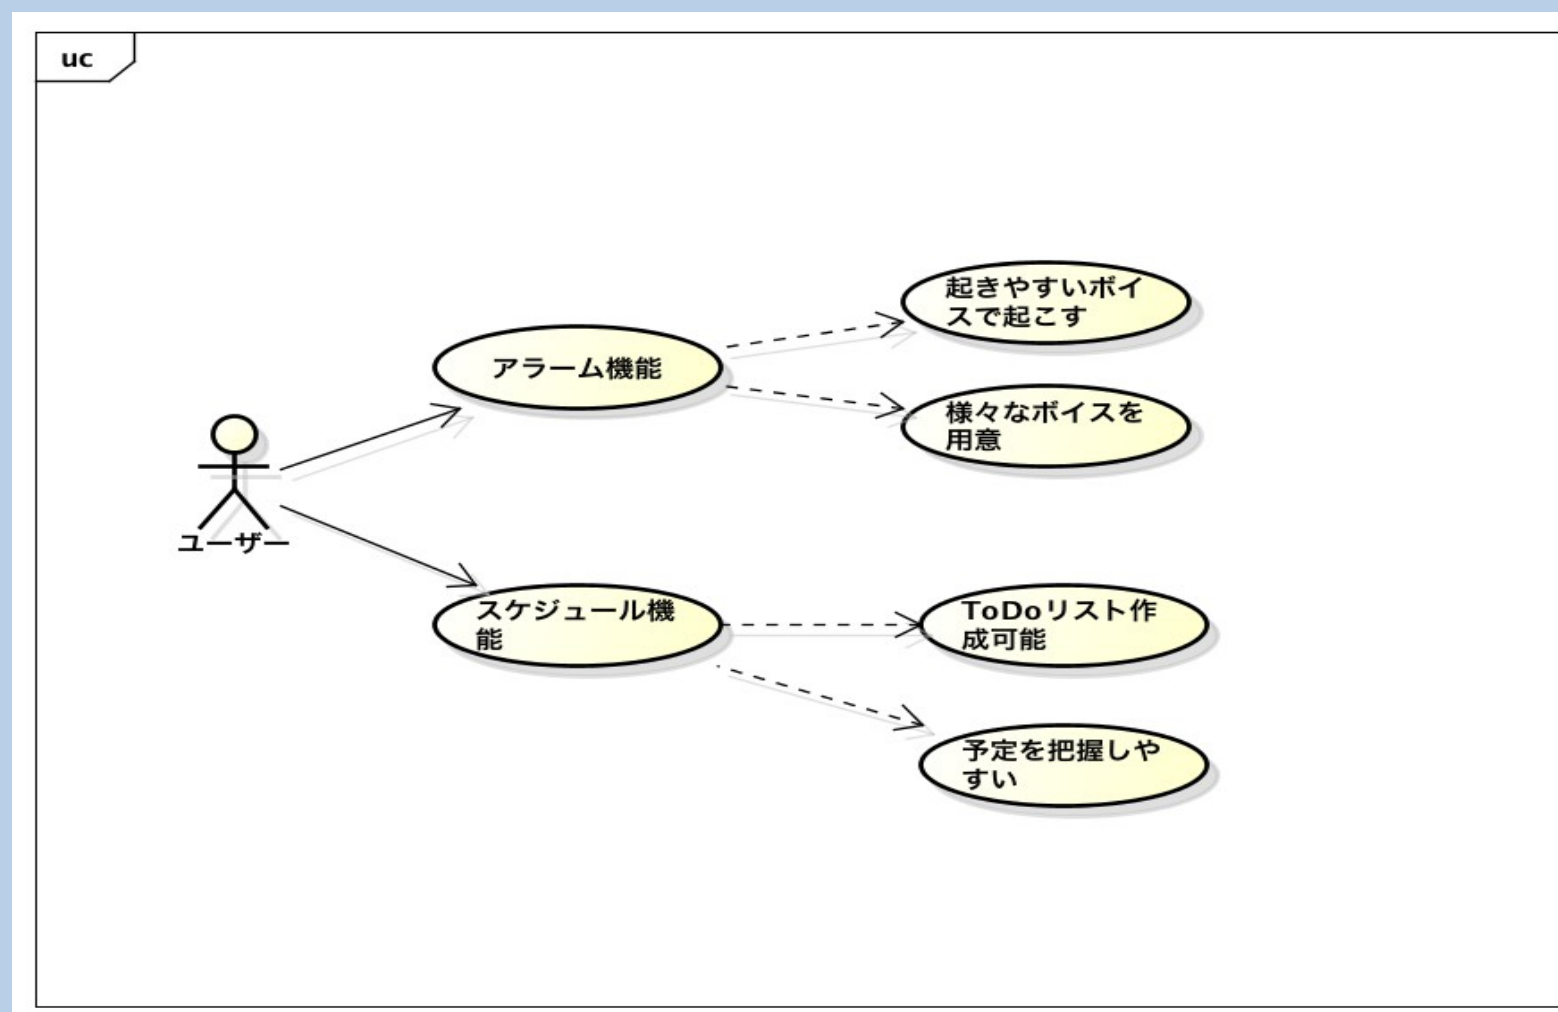 uc
起きやすいボイ
スで起こす
アラーム機能
様々なボイスを
用意
ユーザー
スケジュール機
能
ToDoリスト作
成可能
予定を把握しや
すい